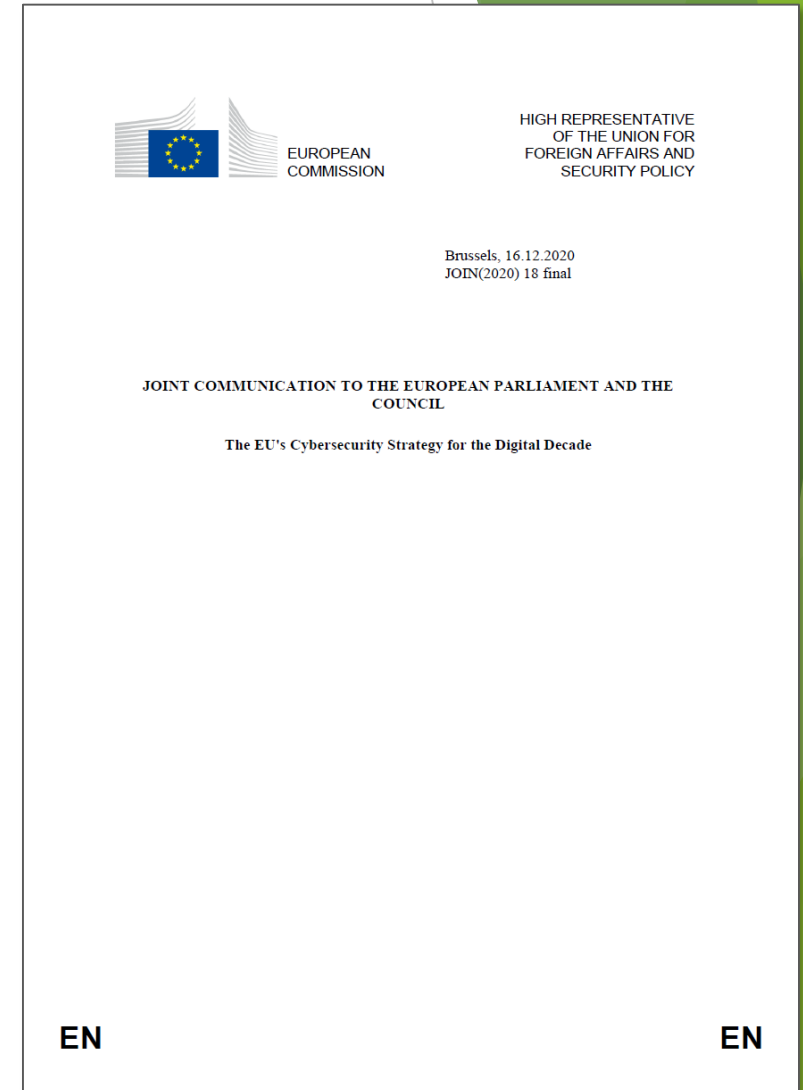 EUROPEAN
COMMISSION
HIGH REPRESENTATIVE
OF THE UNION FOR
FOREIGN AFFAIRS AND
SECURITY POLICY
Brussels, 16.12.2020
JOIN(2020) 18 final
JOINT COMMUNICATION TO THE EUROPEAN PARLIAMENT AND THE
COUNCIL
The EU's Cybersecurity Strategy for the Digital Decade
EN
EN